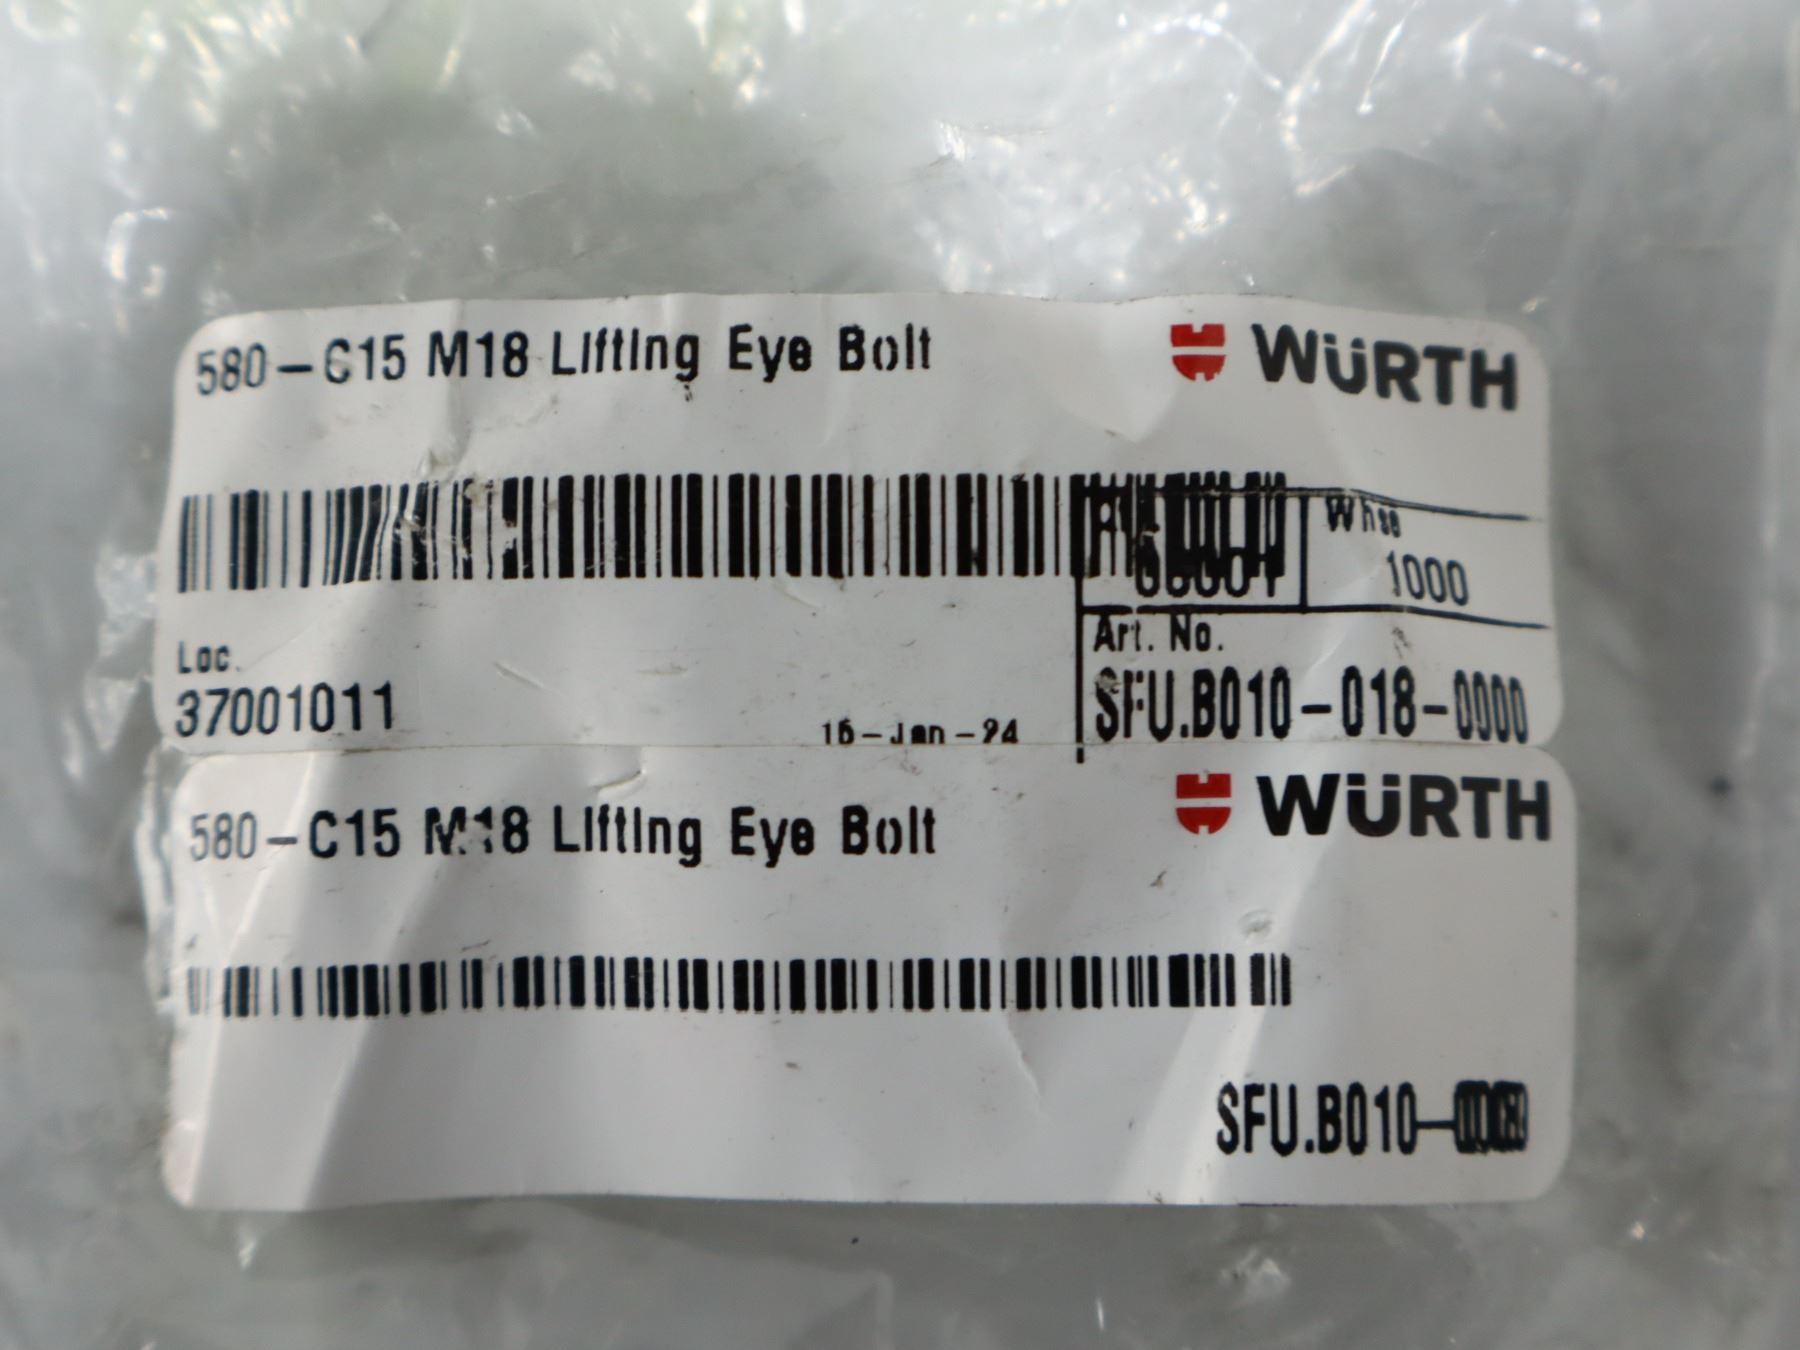 580-C15 M18 Lifting Eye Bolt
WÜRTH
Whse
1000
Loc.
37001011
Art. No.
SFU.B010-018-0000
580-C15 M18 Lifting Eye Bolt
WÜRTH
SFU.B010-